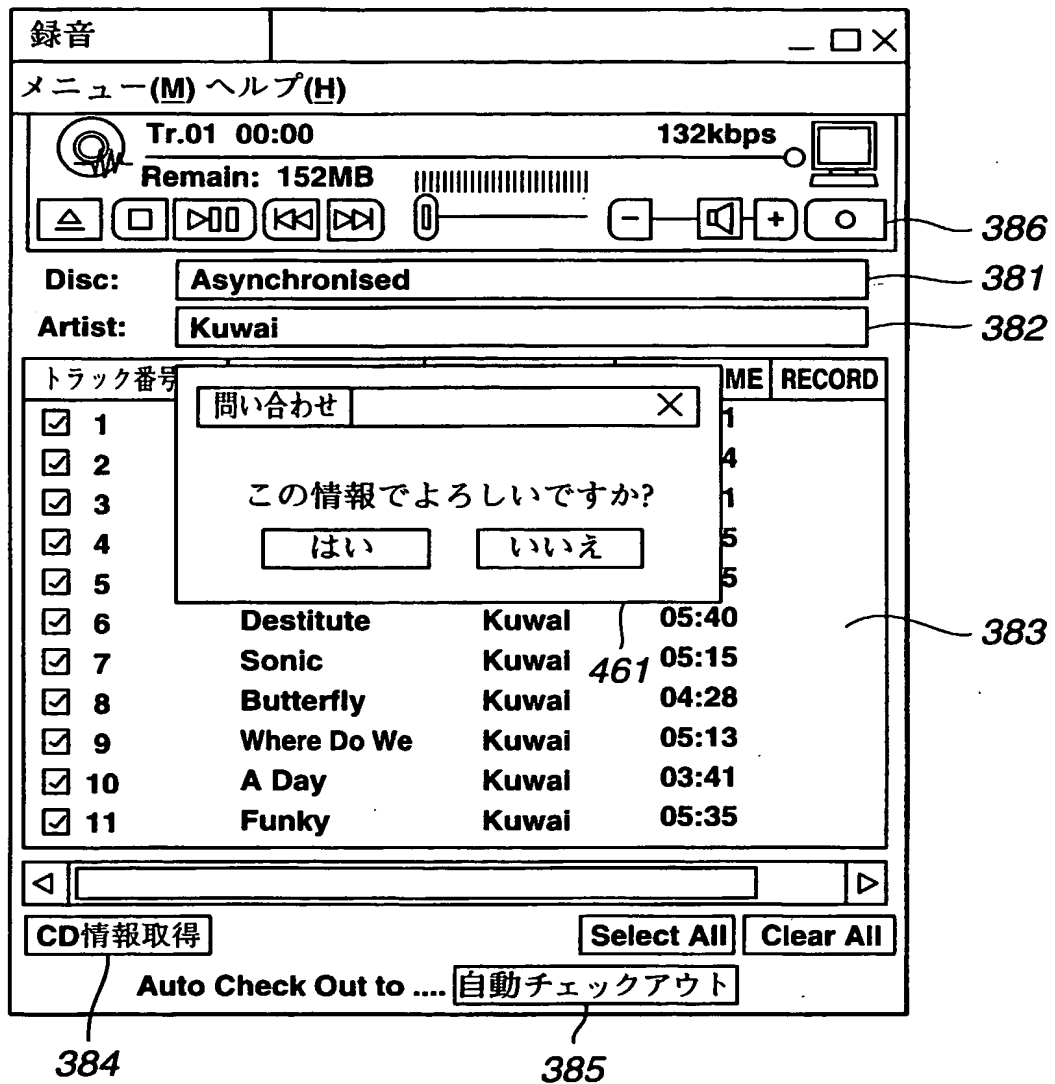 録音
メニュー(M) ヘルプ(H)
Tr.01 00:00 132kbps
Remain: 152MB
386
Disc: Asynchronised 381
Artist: Kuwai 382
トラック番号 ME RECORD
問い合わせ
1 1
2 4
3 1
この情報でよろしいですか?
4 5
はい いいえ
5 5
6 Destitute Kuwai 05:40
383
7 Sonic Kuwai 05:15
461
8 Butterfly Kuwai 04:28
9 Where Do We Kuwai 05:13
10 A Day Kuwai 03:41
11 Funky Kuwai 05:35
CD情報取得 Select All Clear All
Auto Check Out to .... 自動チェックアウト
384 385